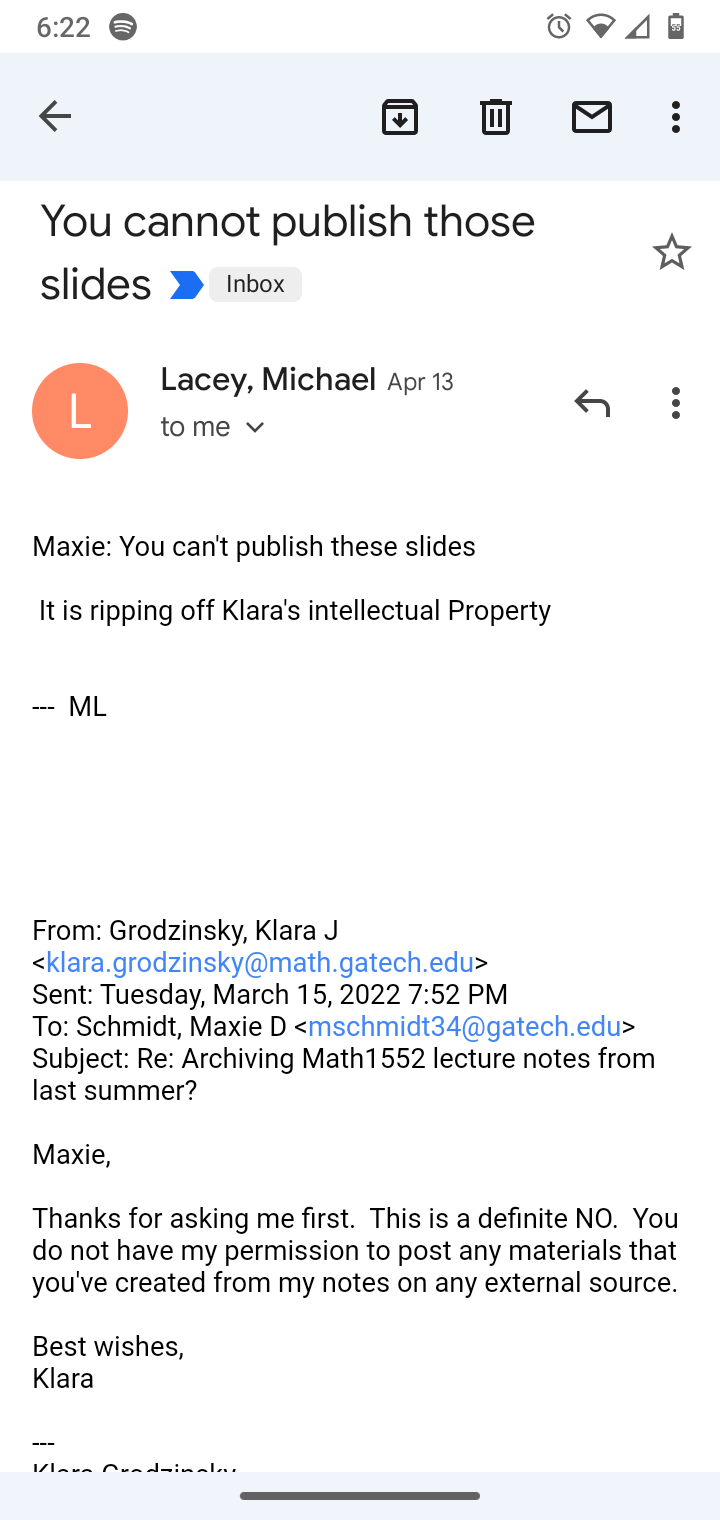 6:22
You cannot publish those
slides Inbox
L
Lacey, Michael Apr 13
to me
Maxie: You can't publish these slides
It is ripping off Klara's intellectual Property
--- ML
From: Grodzinsky, Klara J
<klara.grodzinsky@math.gatech.edu>
Sent: Tuesday, March 15, 2022 7:52 PM
To: Schmidt, Maxie D <mschmidt34@gatech.edu>
Subject: Re: Archiving Math1552 lecture notes from
last summer?
Maxie,
Thanks for asking me first.  This is a definite NO.  You
do not have my permission to post any materials that
you've created from my notes on any external source.
Best wishes,
Klara
---
Klara Grodzinsky